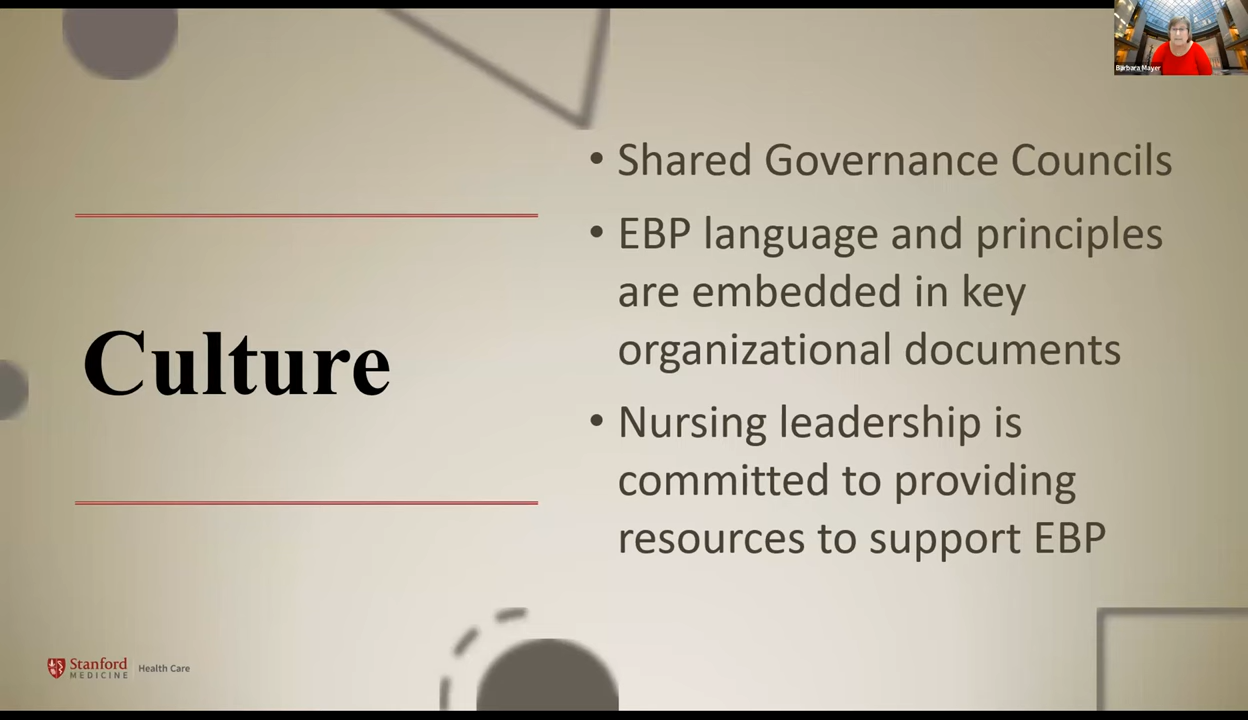 Barbara Mayer
• Shared Governance Councils
• EBP language and principles
are embedded in key
organizational documents
• Nursing leadership is
committed to providing
resources to support EBP
Culture
Stanford
MEDICINE
Health Care